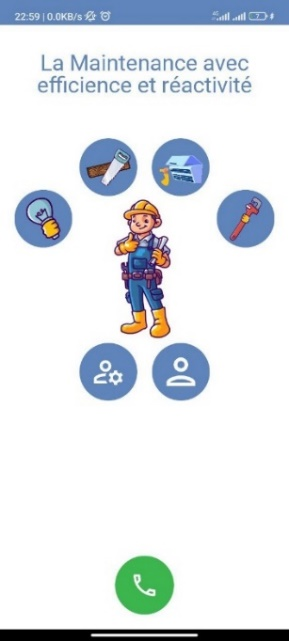 22:59 | 0.0KB/s
La Maintenance avec
efficience et réactivité